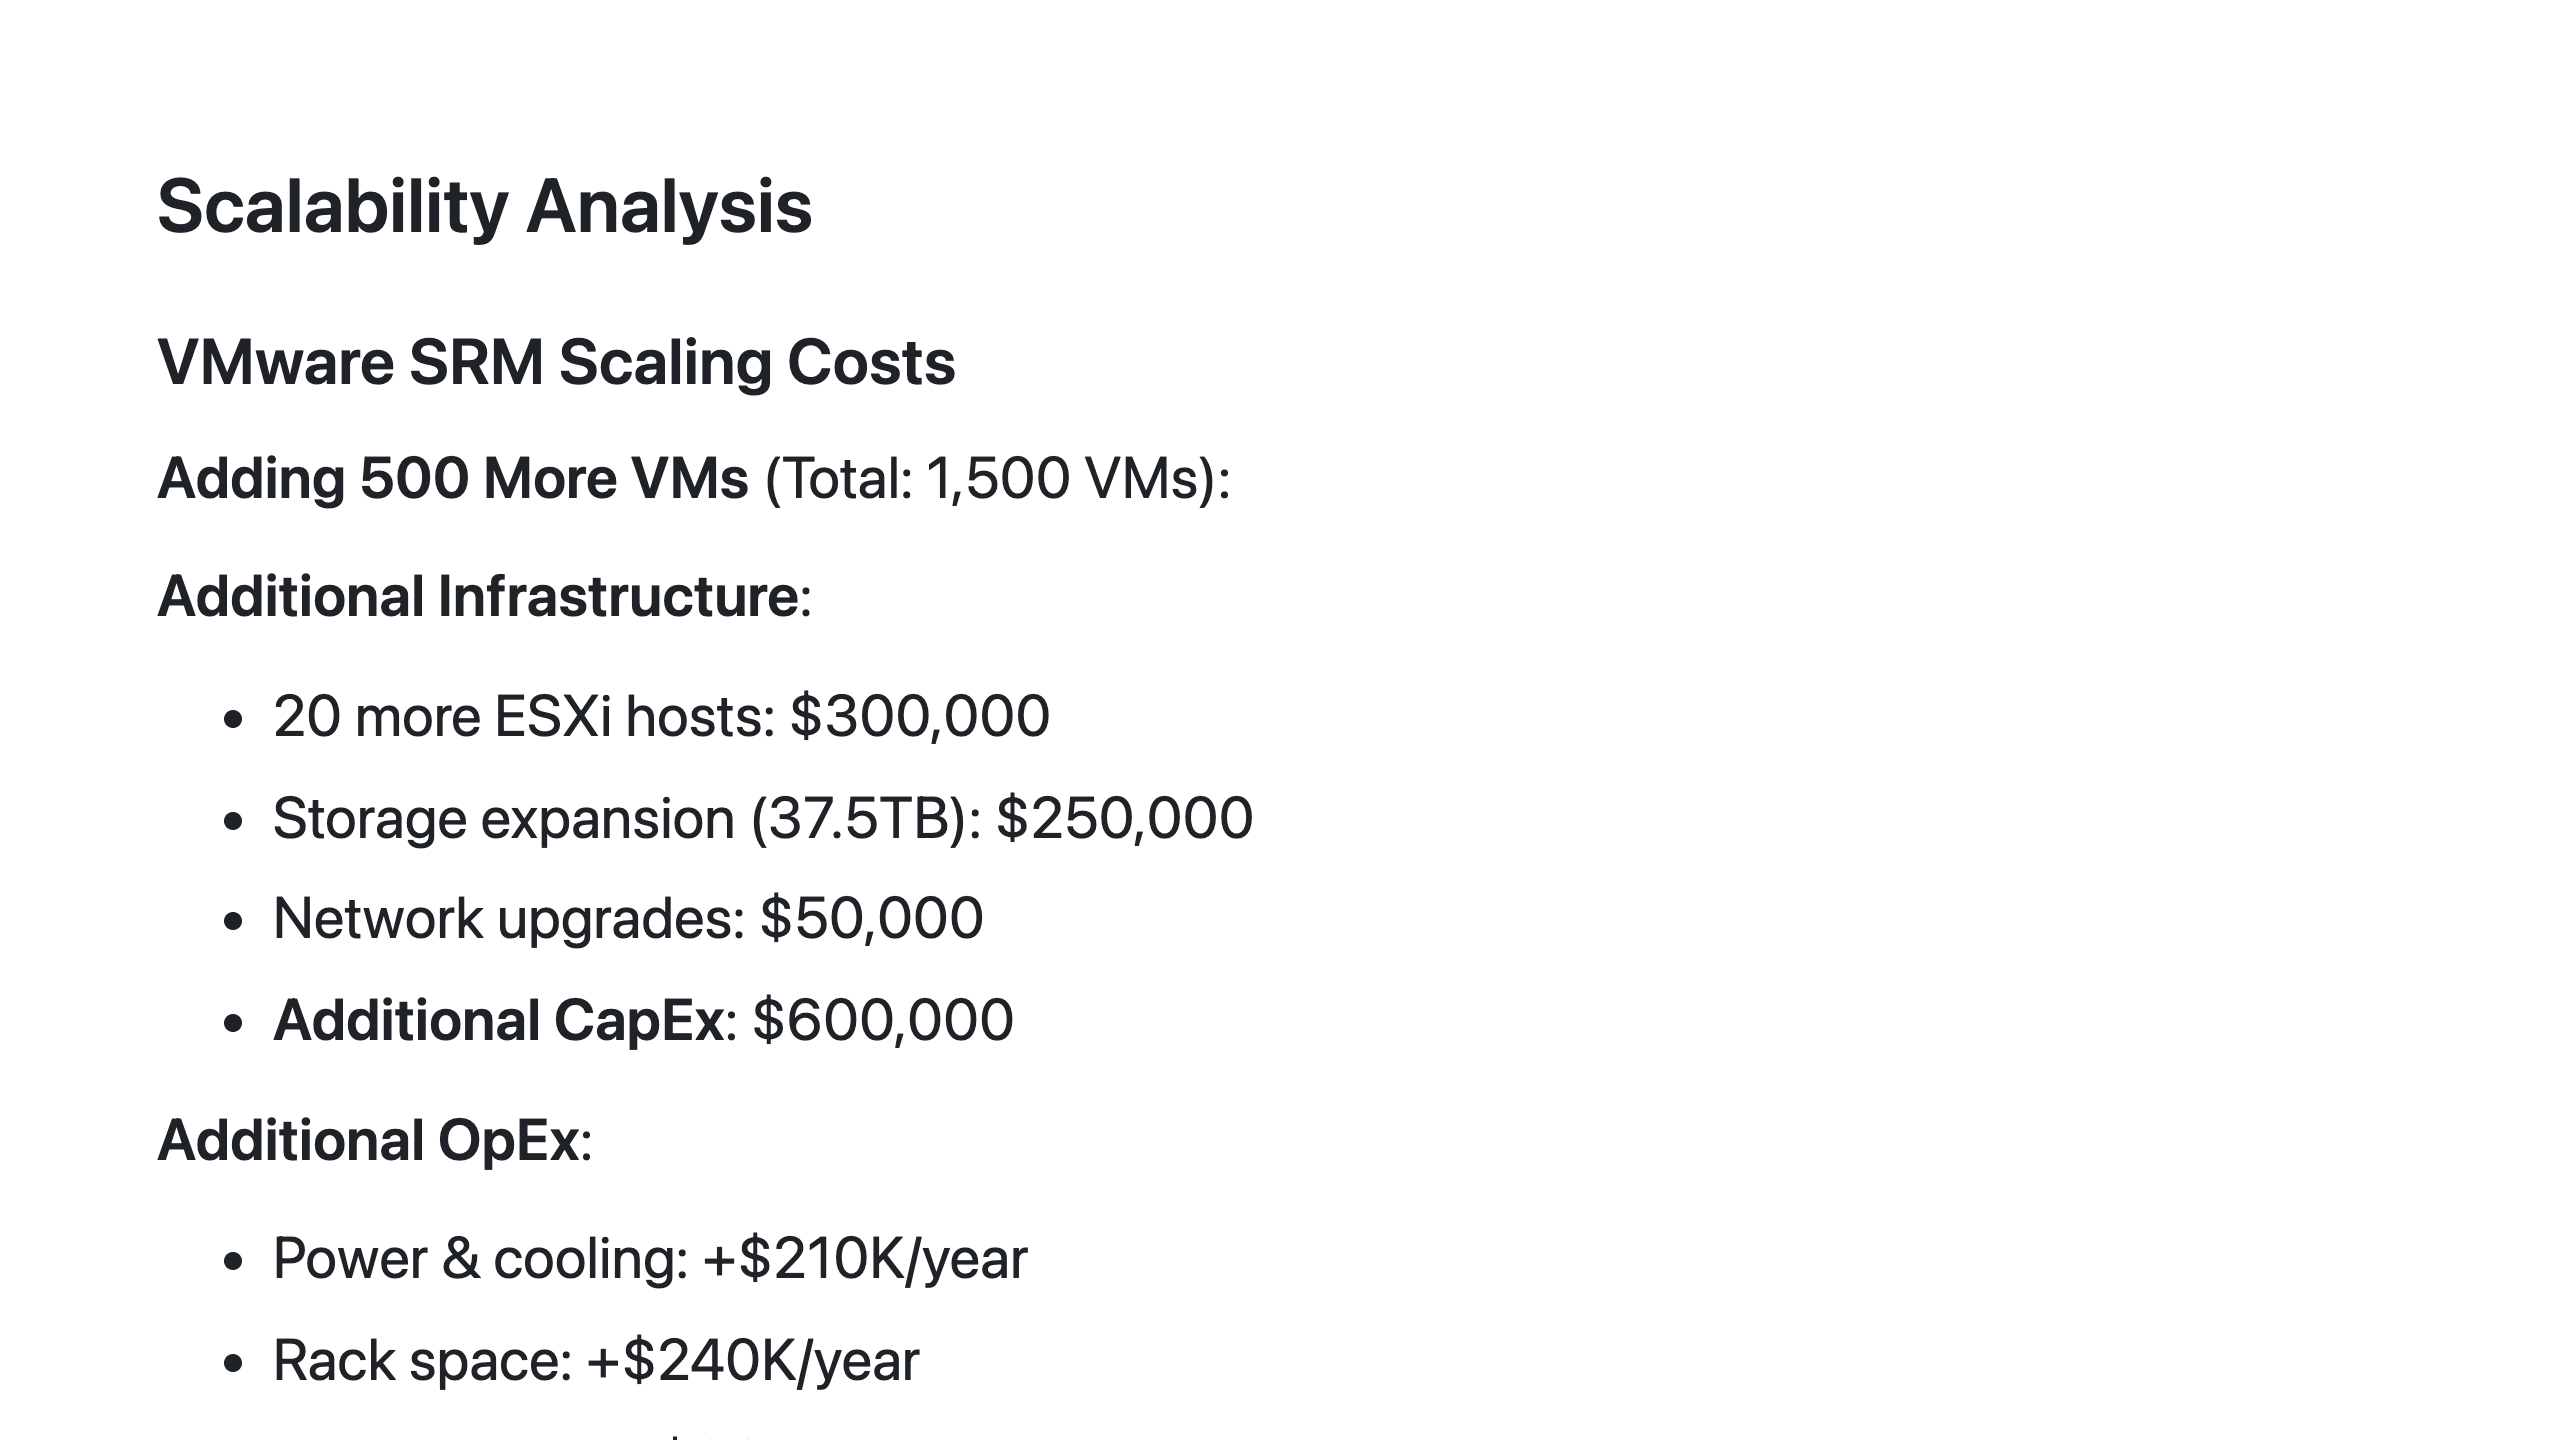 Scalability Analysis
VMware SRM Scaling Costs
Adding 500 More VMs (Total: 1,500 VMs):
Additional Infrastructure:
• 20 more ESXi hosts: $300,000
• Storage expansion (37.5TB): $250,000
• Network upgrades: $50,000
• Additional CapEx: $600,000
Additional OpEx:
• Power & cooling: +$210K/year
• Rack space: +$240K/year